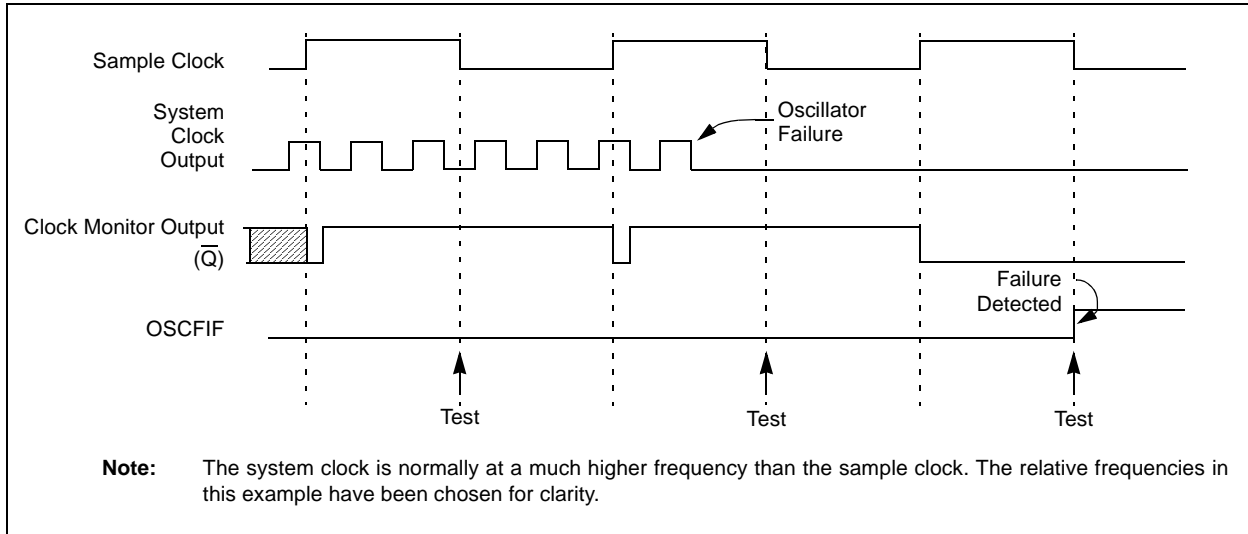 Sample Clock
System
Clock
Output
Oscillator
Failure
Clock Monitor Output
(Q̅)
Failure
Detected
OSCFIF
Test
Test
Test
Note: The system clock is normally at a much higher frequency than the sample clock. The relative frequencies in
this example have been chosen for clarity.